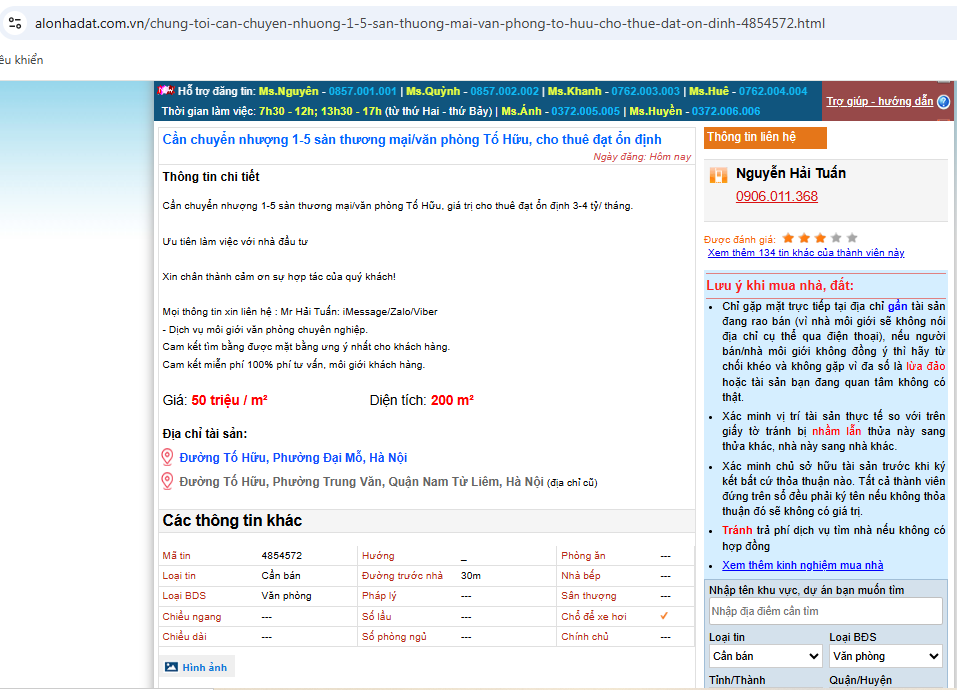 alonhadat.com.vn/chung-toi-can-chuyen-nhuong-1-5-san-thuong-mai-van-phong-to-huu-cho-thue-dat-on-dinh-4854572.html
êu khiển
Hỗ trợ đăng tin: Ms.Nguyên - 0857.001.001 | Ms.Quỳnh - 0857.002.002 | Ms.Khanh - 0762.003.003 | Ms.Huê - 0762.004.004
Thời gian làm việc: 7h30 - 12h; 13h30 - 17h (từ thứ Hai - thứ Bảy) | Ms.Ánh - 0372.005.005 | Ms.Huyền - 0372.006.006
Trợ giúp - hướng dẫn
Cần chuyển nhượng 1-5 sàn thương mại/văn phòng Tố Hữu, cho thuê đạt ổn định
Ngày đăng: Hôm nay
Thông tin chi tiết
Cần chuyển nhượng 1-5 sàn thương mại/văn phòng Tố Hữu, giá trị cho thuê đạt ổn định 3-4 tỷ/ tháng.
Ưu tiên làm việc với nhà đầu tư
Xin chân thành cảm ơn sự hợp tác của quý khách!
Mọi thông tin xin liên hệ : Mr Hải Tuấn: iMessage/Zalo/Viber
- Dịch vụ môi giới văn phòng chuyên nghiệp.
Cam kết tìm bằng được mặt bằng ưng ý nhất cho khách hàng.
Cam kết miễn phí 100% phí tư vấn, môi giới khách hàng.
Giá: 50 triệu / m²
Diện tích: 200 m²
Địa chỉ tài sản:
Đường Tố Hữu, Phường Đại Mỗ, Hà Nội
Đường Tố Hữu, Phường Trung Văn, Quận Nam Từ Liêm, Hà Nội (địa chỉ cũ)
Các thông tin khác
Mã tin 4854572 Hướng _ Phòng ăn ---
Loại tin Cần bán Đường trước nhà 30m Nhà bếp ---
Loại BDS Văn phòng Pháp lý --- Sân thượng ---
Chiều ngang --- Số lầu --- Chổ để xe hơi ✓
Chiều dài --- Số phòng ngủ --- Chính chủ ---
Hình ảnh
Thông tin liên hệ
Nguyễn Hải Tuấn
0906.011.368
Được đánh giá:
Xem thêm 134 tin khác của thành viên này
Lưu ý khi mua nhà, đất:
• Chỉ gặp mặt trực tiếp tại địa chỉ gần tài sản
đang rao bán (vì nhà môi giới sẽ không nói
địa chỉ cụ thể qua điện thoại), nếu người
bán/nhà môi giới không đồng ý thì hãy từ
chối khéo và không gặp vì đa số là lừa đảo
hoặc tài sản bạn đang quan tâm không có
thật.
• Xác minh vị trí tài sản thực tế so với trên
giấy tờ tránh bị nhầm lẫn thửa này sang
thửa khác, nhà này sang nhà khác.
• Xác minh chủ sở hữu tài sản trước khi ký
kết bất cứ thỏa thuận nào. Tất cả thành viên
đứng trên sổ đều phải ký tên nếu không thỏa
thuận đó sẽ không có giá trị.
• Tránh trả phí dịch vụ tìm nhà nếu không có
hợp đồng
• Xem thêm kinh nghiệm mua nhà
Nhập tên khu vực, dự án bạn muốn tìm
Nhập địa điểm cần tìm
Loại tin Loại BĐS
Cần bán Văn phòng
Tỉnh/Thành Quận/Huyện